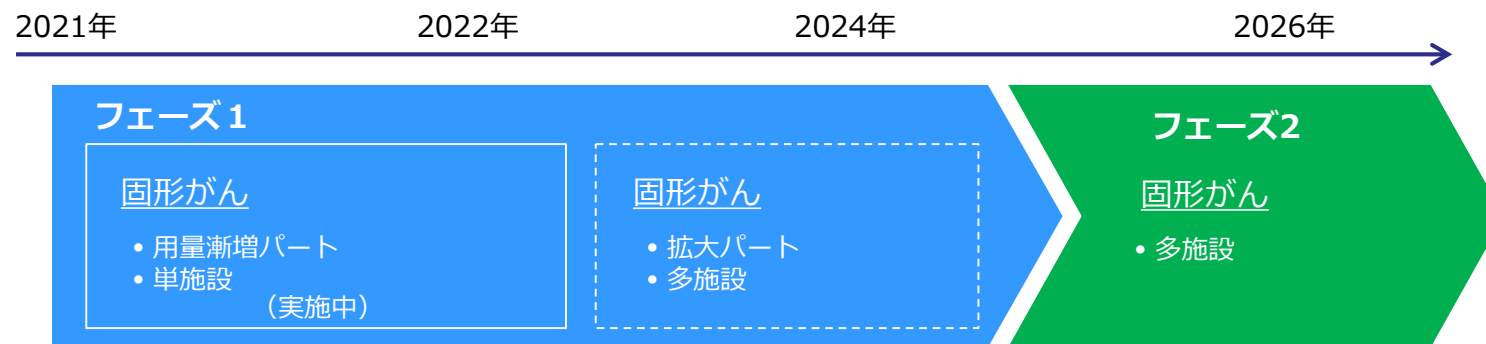 2021年 2022年 2024年 2026年
フェーズ１
固形がん
• 用量漸増パート
• 単施設
（実施中）
固形がん
• 拡大パート
• 多施設
フェーズ2
固形がん
• 多施設